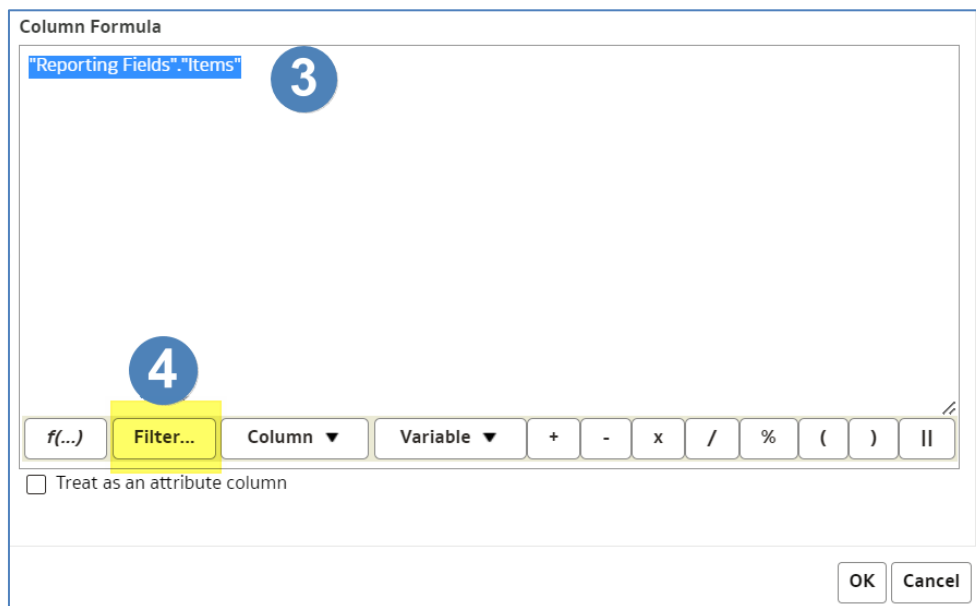 Column Formula
"Reporting Fields"."Items"
3
4
f(...) Filter... Column ▼ Variable ▼ + - x / % ( ) ||
Treat as an attribute column
OK Cancel